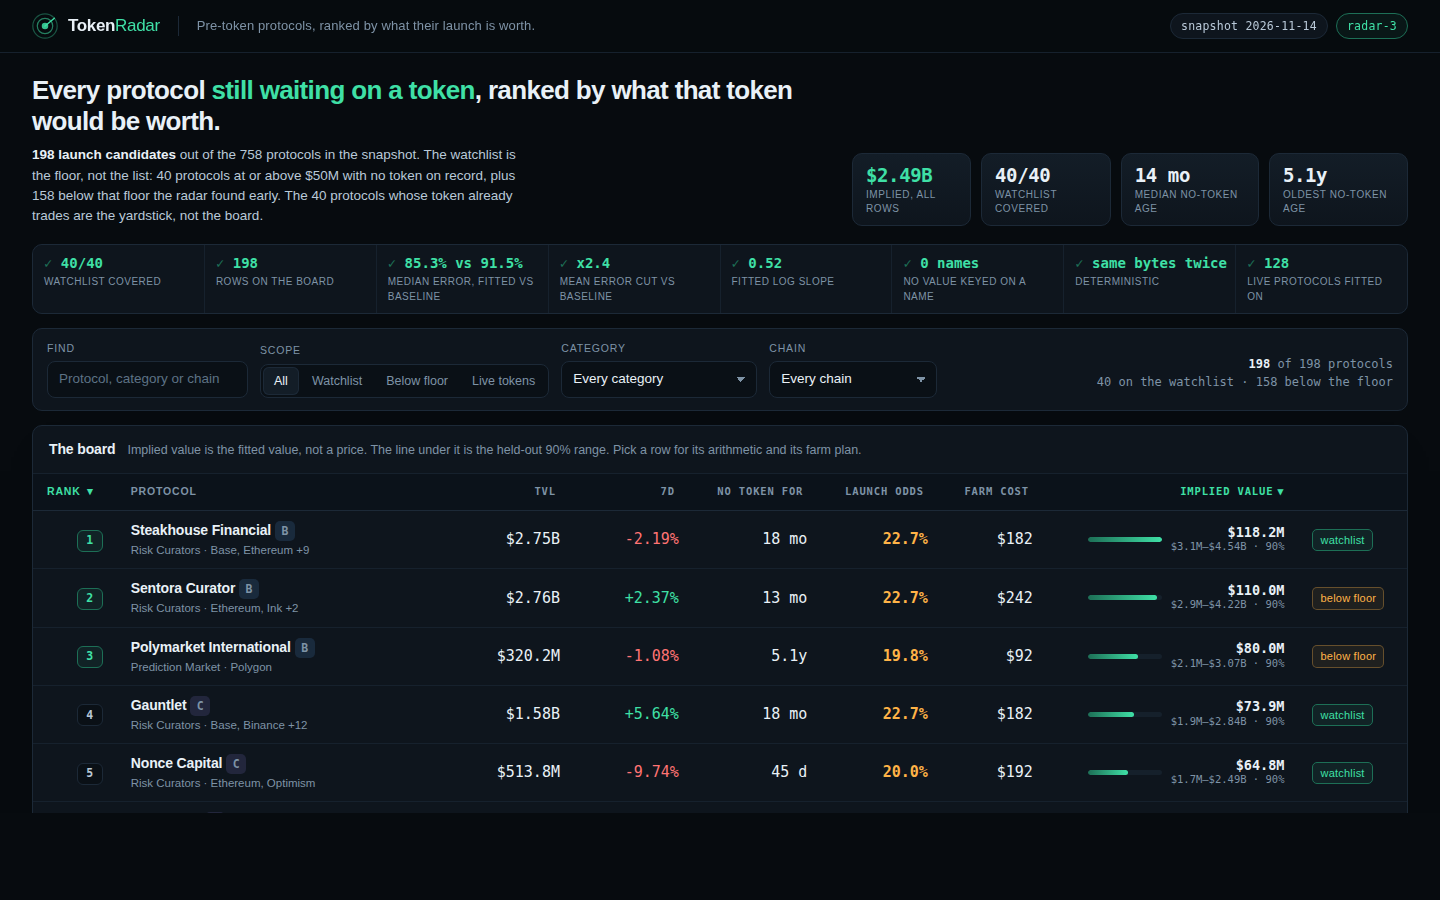 TokenRadar
Pre-token protocols, ranked by what their launch is worth.
snapshot 2026-11-14
radar-3
Every protocol still waiting on a token, ranked by what that token
would be worth.
198 launch candidates out of the 758 protocols in the snapshot. The watchlist is
the floor, not the list: 40 protocols at or above $50M with no token on record, plus
158 below that floor the radar found early. The 40 protocols whose token already
trades are the yardstick, not the board.
$2.49B
IMPLIED, ALL
ROWS
40/40
WATCHLIST
COVERED
14 mo
MEDIAN NO-TOKEN
AGE
5.1y
OLDEST NO-TOKEN
AGE
✓ 40/40
WATCHLIST COVERED
✓ 198
ROWS ON THE BOARD
✓ 85.3% vs 91.5%
MEDIAN ERROR, FITTED VS
BASELINE
✓ x2.4
MEAN ERROR CUT VS
BASELINE
✓ 0.52
FITTED LOG SLOPE
✓ 0 names
NO VALUE KEYED ON A
NAME
✓ same bytes twice
DETERMINISTIC
✓ 128
LIVE PROTOCOLS FITTED
ON
FIND
Protocol, category or chain
SCOPE
All Watchlist Below floor Live tokens
CATEGORY
Every category
CHAIN
Every chain
198 of 198 protocols
40 on the watchlist · 158 below the floor
The board Implied value is the fitted value, not a price. The line under it is the held-out 90% range. Pick a row for its arithmetic and its farm plan.
RANK ▼ PROTOCOL TVL 7D NO TOKEN FOR LAUNCH ODDS FARM COST IMPLIED VALUE ▼
1 Steakhouse Financial B $2.75B -2.19% 18 mo 22.7% $182 $118.2M watchlist
Risk Curators · Base, Ethereum +9 $3.1M–$4.54B · 90%
2 Sentora Curator B $2.76B +2.37% 13 mo 22.7% $242 $110.0M below floor
Risk Curators · Ethereum, Ink +2 $2.9M–$4.22B · 90%
3 Polymarket International B $320.2M -1.08% 5.1y 19.8% $92 $80.0M below floor
Prediction Market · Polygon $2.1M–$3.07B · 90%
4 Gauntlet C $1.58B +5.64% 18 mo 22.7% $182 $73.9M watchlist
Risk Curators · Base, Binance +12 $1.9M–$2.84B · 90%
5 Nonce Capital C $513.8M -9.74% 45 d 20.0% $192 $64.8M watchlist
Risk Curators · Ethereum, Optimism $1.7M–$2.49B · 90%